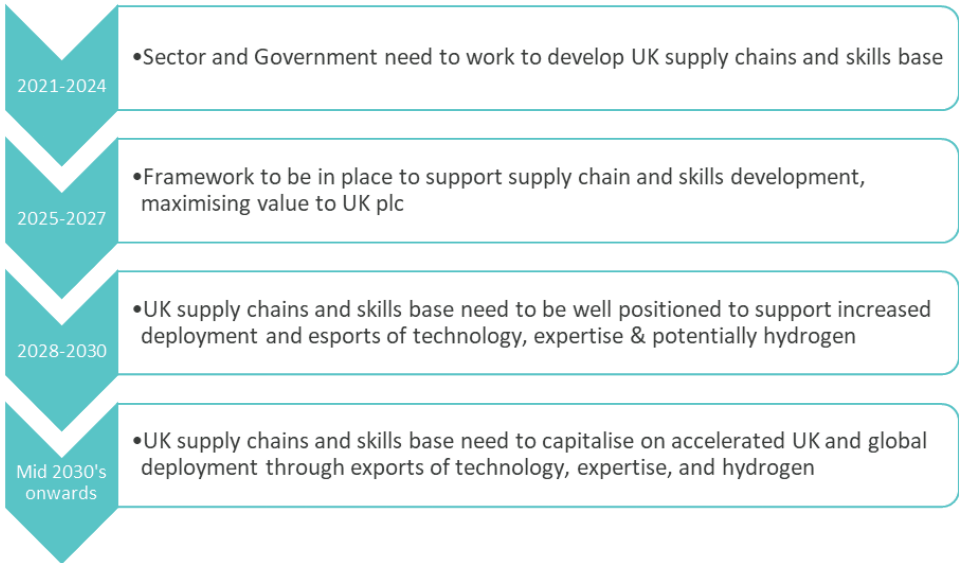 2021-2024
•Sector and Government need to work to develop UK supply chains and skills base
2025-2027
•Framework to be in place to support supply chain and skills development,
maximising value to UK plc
2028-2030
•UK supply chains and skills base need to be well positioned to support increased
deployment and esports of technology, expertise & potentially hydrogen
Mid 2030's
onwards
•UK supply chains and skills base need to capitalise on accelerated UK and global
deployment through exports of technology, expertise, and hydrogen